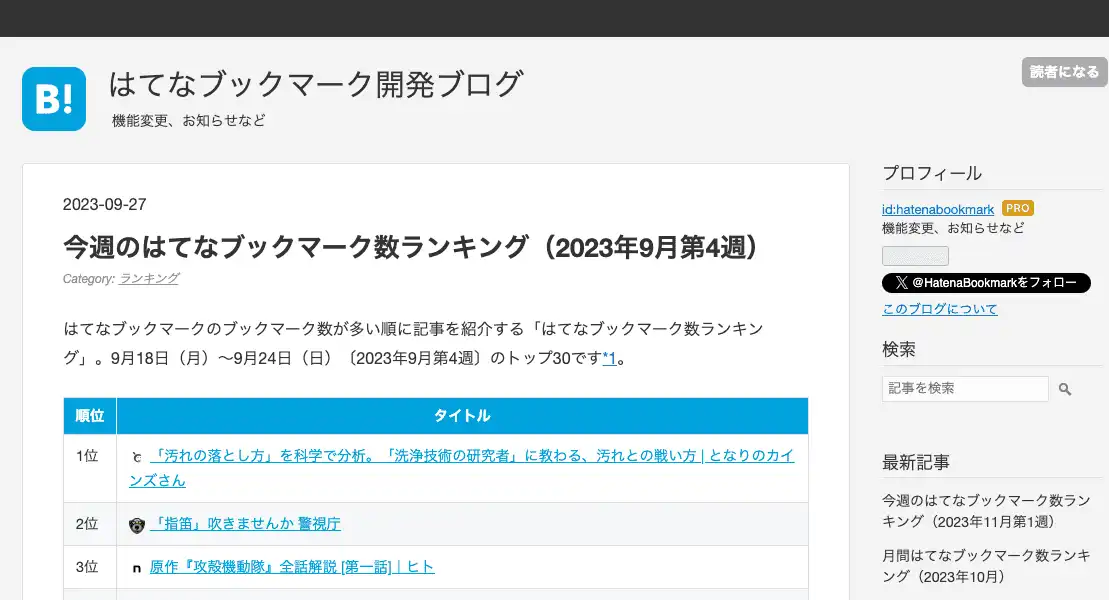 B!
はてなブックマーク開発ブログ
機能変更、お知らせなど
読者になる
2023-09-27
今週のはてなブックマーク数ランキング（2023年9月第4週）
Category: ランキング
はてなブックマークのブックマーク数が多い順に記事を紹介する「はてなブックマーク数ランキン
グ」。9月18日（月）〜9月24日（日）〔2023年9月第4週〕のトップ30です*1。
順位 タイトル
1位 「汚れの落とし方」を科学で分析。「洗浄技術の研究者」に教わる、汚れとの戦い方 | となりのカイ
ンズさん
2位 「指笛」吹きませんか 警視庁
3位 n 原作『攻殻機動隊』全話解説 [第一話]｜ヒト
プロフィール
id:hatenabookmark PRO
機能変更、お知らせなど
X @HatenaBookmarkをフォロー
このブログについて
検索
記事を検索
最新記事
今週のはてなブックマーク数ラン
キング（2023年11月第1週）
月間はてなブックマーク数ランキ
ング（2023年10月）